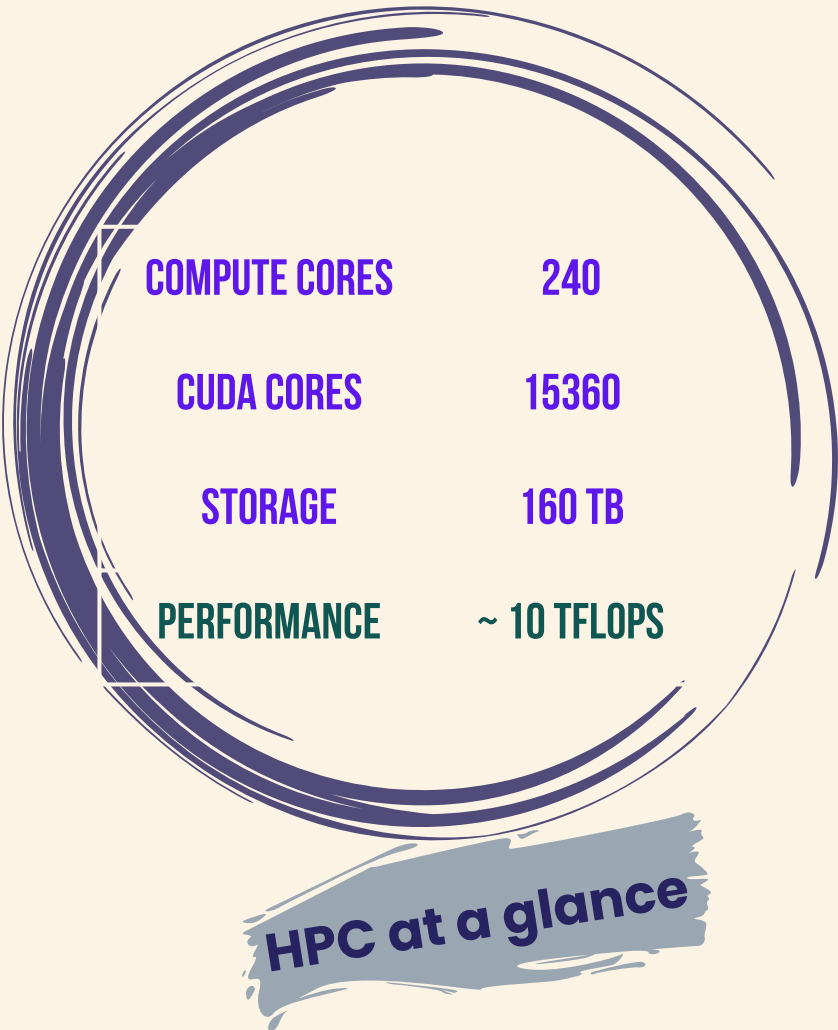 COMPUTE CORES 240
CUDA CORES 15360
STORAGE 160 TB
PERFORMANCE ~ 10 TFLOPS
HPC at a glance